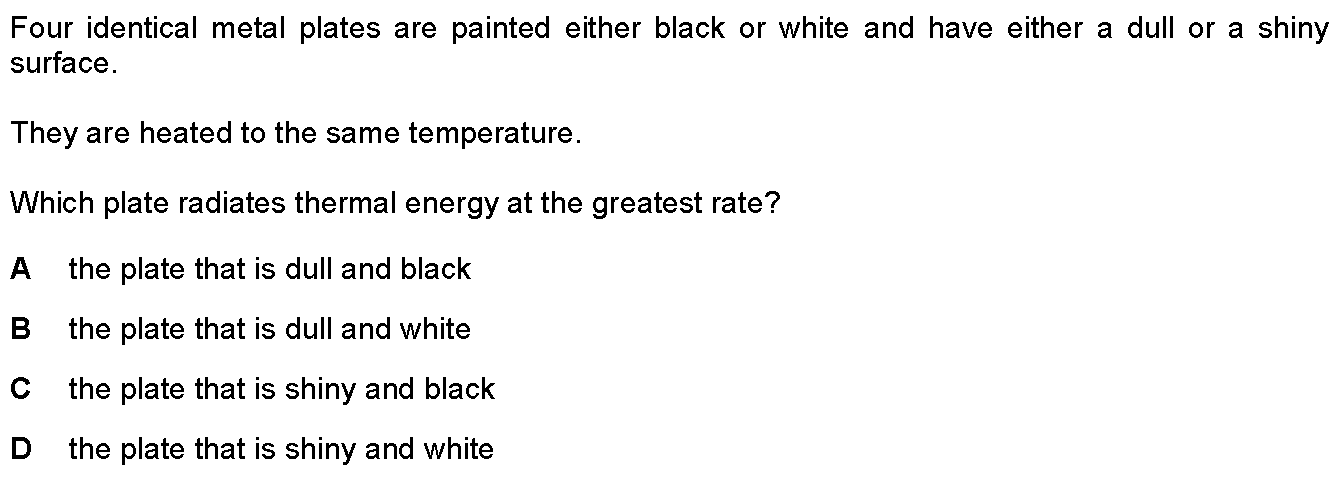 Four identical metal plates are painted either black or white and have either a dull or a shiny
surface.
They are heated to the same temperature.
Which plate radiates thermal energy at the greatest rate?
A the plate that is dull and black
B the plate that is dull and white
C the plate that is shiny and black
D the plate that is shiny and white